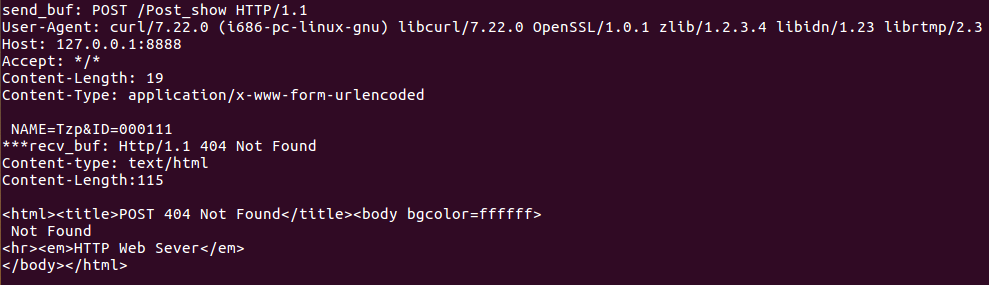 send_buf: POST /Post_show HTTP/1.1
User-Agent: curl/7.22.0 (i686-pc-linux-gnu) libcurl/7.22.0 OpenSSL/1.0.1 zlib/1.2.3.4 libidn/1.23 librtmp/2.3
Host: 127.0.0.1:8888
Accept: */*
Content-Length: 19
Content-Type: application/x-www-form-urlencoded

 NAME=Tzp&ID=000111
***recv_buf: Http/1.1 404 Not Found
Content-type: text/html
Content-Length:115

<html><title>POST 404 Not Found</title><body bgcolor=ffffff>
 Not Found
<hr><em>HTTP Web Sever</em>
</body></html>